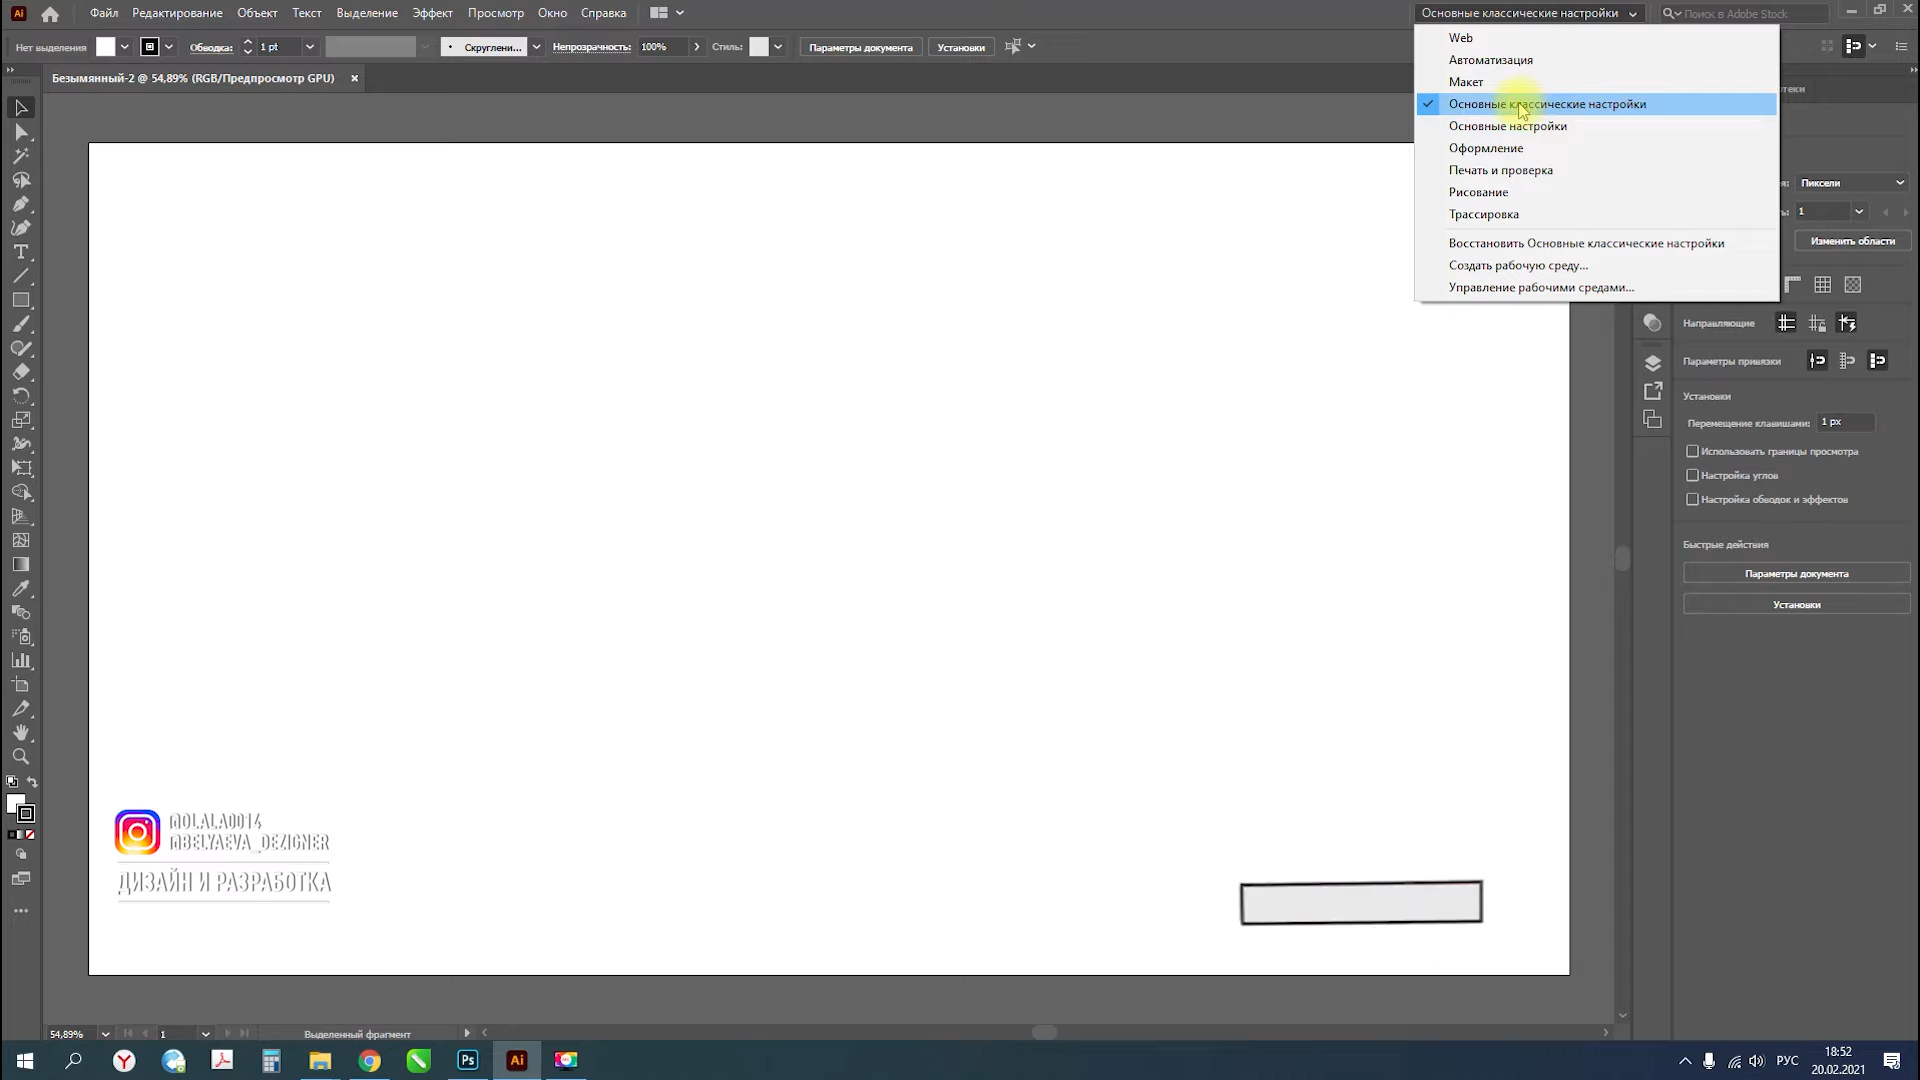 Ai Файл Редактирование Объект Текст Выделение Эффект Просмотр Окно Справка Основные классические настройки Поиск в Adobe Stock
Нет выделения Обводка: 1 pt Скруглени... Непрозрачность: 100% Стиль: Параметры документа Установки
Безымянный-2 @ 54,89% (RGB/Предпросмотр GPU)
Web
Автоматизация
Макет
Основные классические настройки
Основные настройки
Оформление
Печать и проверка
Рисование
Трассировка
Восстановить Основные классические настройки
Создать рабочую среду...
Управление рабочими средами...
Пиксели
1
Изменить области
Направляющие
Параметры привязки
Установки
Перемещение клавишами: 1 px
Использовать границы просмотра
Настройка углов
Настройка обводок и эффектов
Быстрые действия
Параметры документа
Установки
@OLALA0014
@BELYAEVA_DEZIGNER
ДИЗАЙН И РАЗРАБОТКА
54,89% 1 Выделенный фрагмент
Ps Ai РУС 18:52
20.02.2021